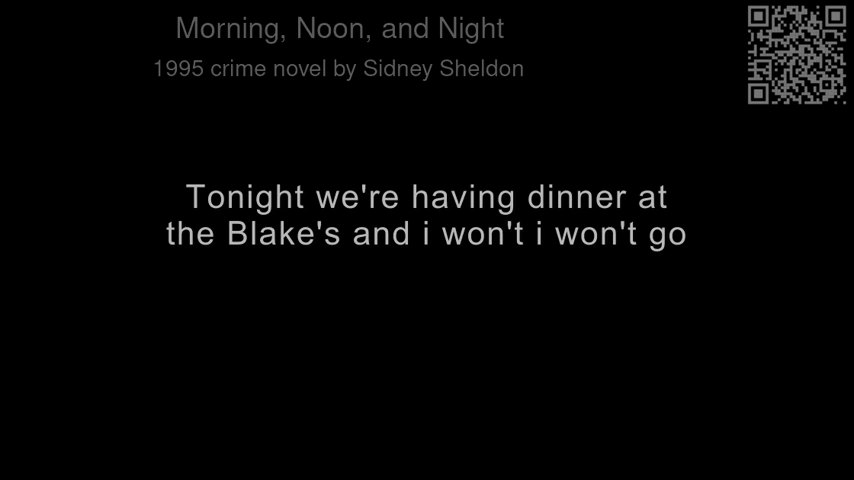 Morning, Noon, and Night
1995 crime novel by Sidney Sheldon
Tonight we're having dinner at
the Blake's and i won't i won't go